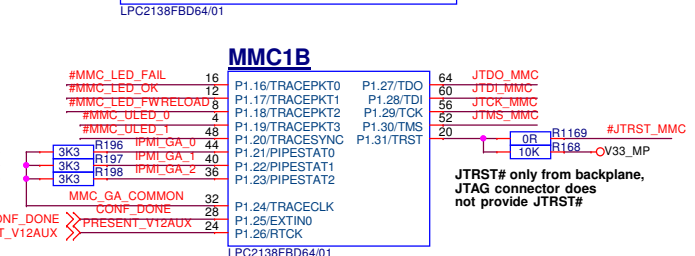 LPC2138FBD64/01
MMC1B
#MMC_LED_FAIL 16 P1.16/TRACEPKT0 P1.27/TDO 64 JTDO_MMC
#MMC_LED_OK 12 P1.17/TRACEPKT1 P1.28/TDI 60 JTDI_MMC
#MMC_LED_FWRELOAD 8 P1.18/TRACEPKT2 P1.29/TCK 56 JTCK_MMC
#MMC_ULED_0 4 P1.19/TRACEPKT3 P1.30/TMS 52 JTMS_MMC
#MMC_ULED_1 48 P1.20/TRACESYNC P1.31/TRST 20 0R R1169 #JTRST_MMC
3K3 R196 IPMI_GA_0 44 P1.21/PIPESTAT0 10K R168 V33_MP
3K3 R197 IPMI_GA_1 40 P1.22/PIPESTAT1
3K3 R198 IPMI_GA_2 36 P1.23/PIPESTAT2
JTRST# only from backplane,
JTAG connector does
not provide JTRST#
MMC_GA_COMMON 32 P1.24/TRACECLK
ONF_DONE CONF_DONE 28 P1.25/EXTIN0
T_V12AUX PRESENT_V12AUX 24 P1.26/RTCK
LPC2138FBD64/01